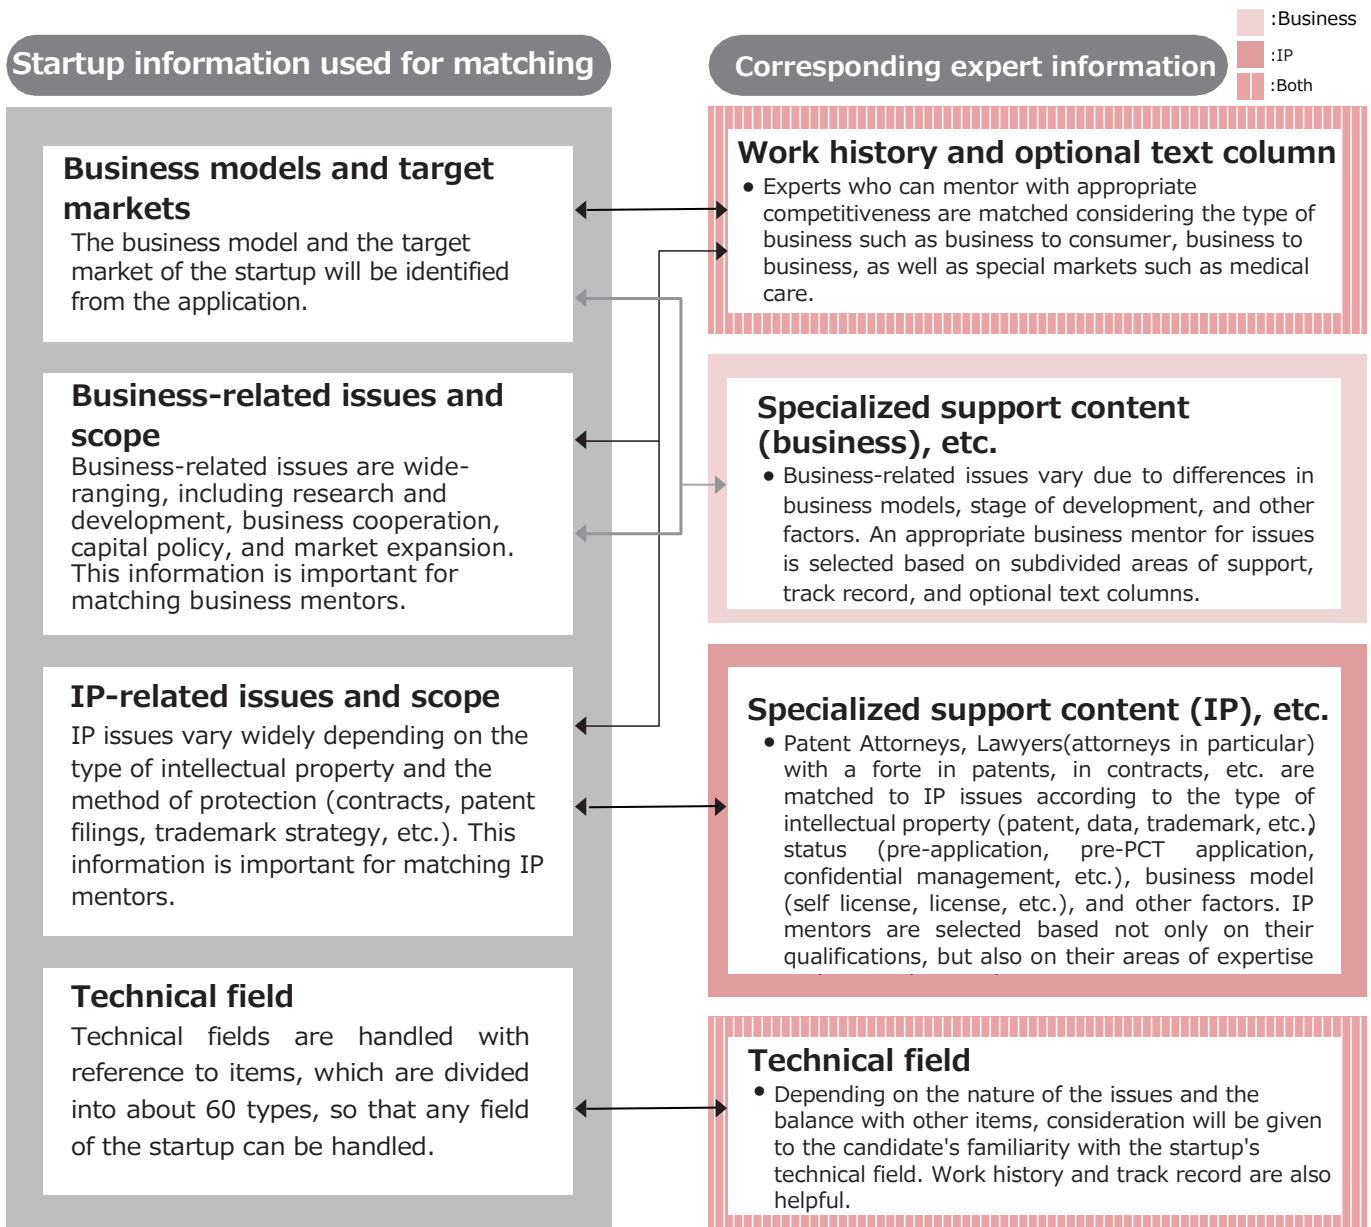 :Business
:IP
:Both
Startup information used for matching
Business models and target
markets
The business model and the target
market of the startup will be identified
from the application.
Business-related issues and
scope
Business-related issues are wide-
ranging, including research and
development, business cooperation,
capital policy, and market expansion.
This information is important for
matching business mentors.
IP-related issues and scope
IP issues vary widely depending on the
type of intellectual property and the
method of protection (contracts, patent
filings, trademark strategy, etc.). This
information is important for matching IP
mentors.
Technical field
Technical fields are handled with
reference to items, which are divided
into about 60 types, so that any field
of the startup can be handled.
Corresponding expert information
Work history and optional text column
• Experts who can mentor with appropriate
competitiveness are matched considering the type of
business such as business to consumer, business to
business, as well as special markets such as medical
care.
Specialized support content
(business), etc.
• Business-related issues vary due to differences in
business models, stage of development, and other
factors. An appropriate business mentor for issues
is selected based on subdivided areas of support,
track record, and optional text columns.
Specialized support content (IP), etc.
• Patent Attorneys, Lawyers(attorneys in particular)
with a forte in patents, in contracts, etc. are
matched to IP issues according to the type of
intellectual property (patent, data, trademark, etc.),
status (pre-application, pre-PCT application,
confidential management, etc.), business model
(self license, license, etc.), and other factors. IP
mentors are selected based not only on their
qualifications, but also on their areas of expertise
Technical field
• Depending on the nature of the issues and the
balance with other items, consideration will be given
to the candidate's familiarity with the startup's
technical field. Work history and track record are also
helpful.